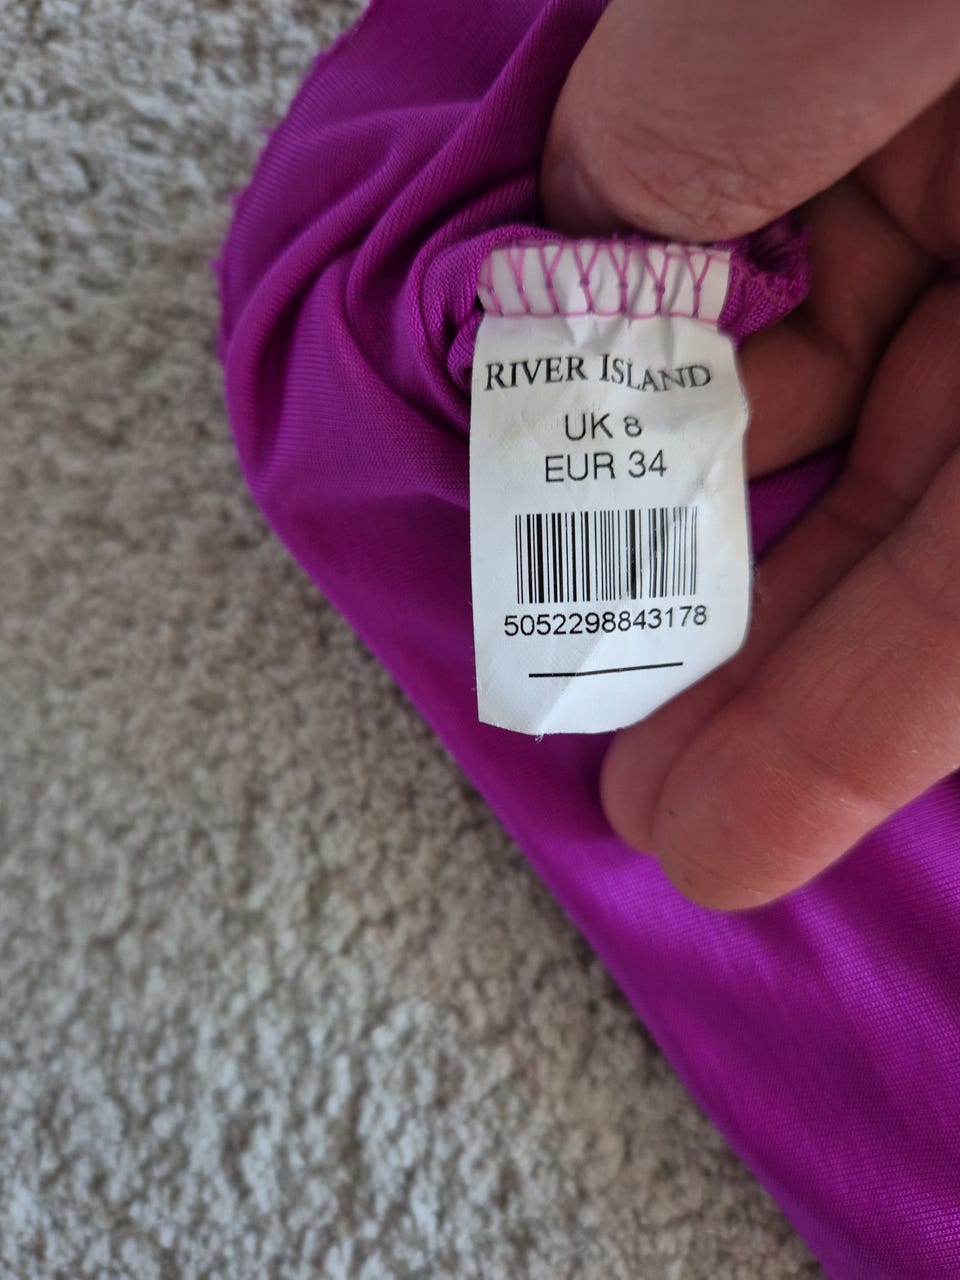 RIVER ISLAND
UK 8
EUR 34
5052298843178